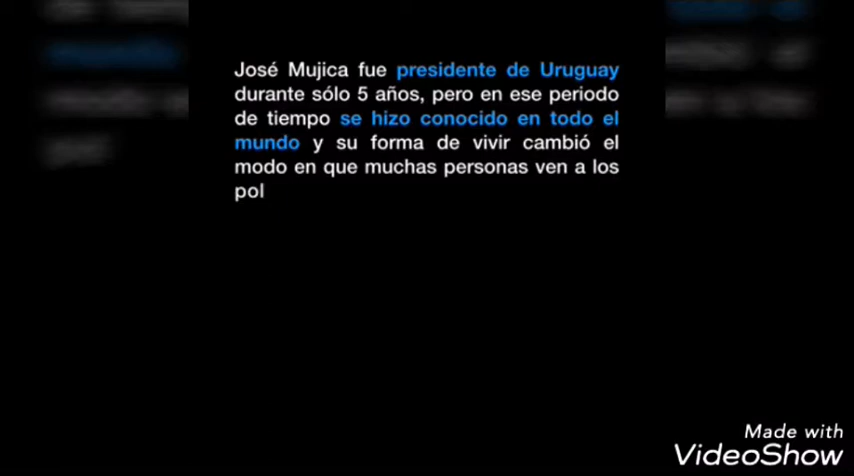 José Mujica fue presidente de Uruguay
durante sólo 5 años, pero en ese periodo
de tiempo se hizo conocido en todo el
mundo y su forma de vivir cambió el
modo en que muchas personas ven a los
pol
Made with
VideoShow